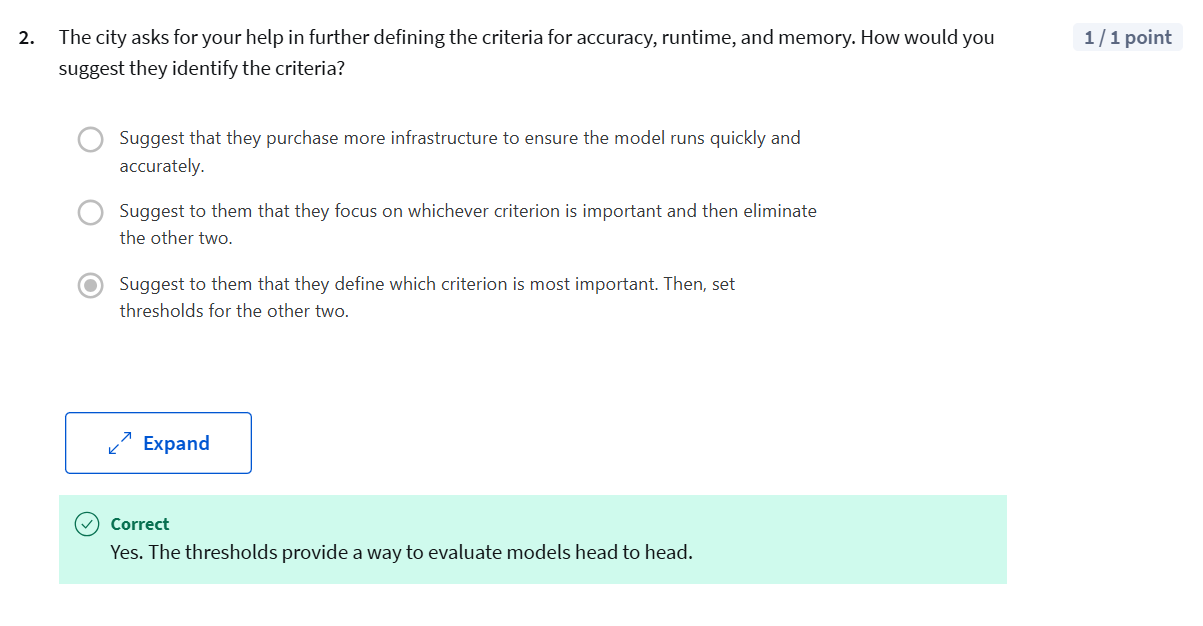 2. The city asks for your help in further defining the criteria for accuracy, runtime, and memory. How would you
1 / 1 point
suggest they identify the criteria?
Suggest that they purchase more infrastructure to ensure the model runs quickly and
accurately.
Suggest to them that they focus on whichever criterion is important and then eliminate
the other two.
Suggest to them that they define which criterion is most important. Then, set
thresholds for the other two.
Expand
Correct
Yes. The thresholds provide a way to evaluate models head to head.